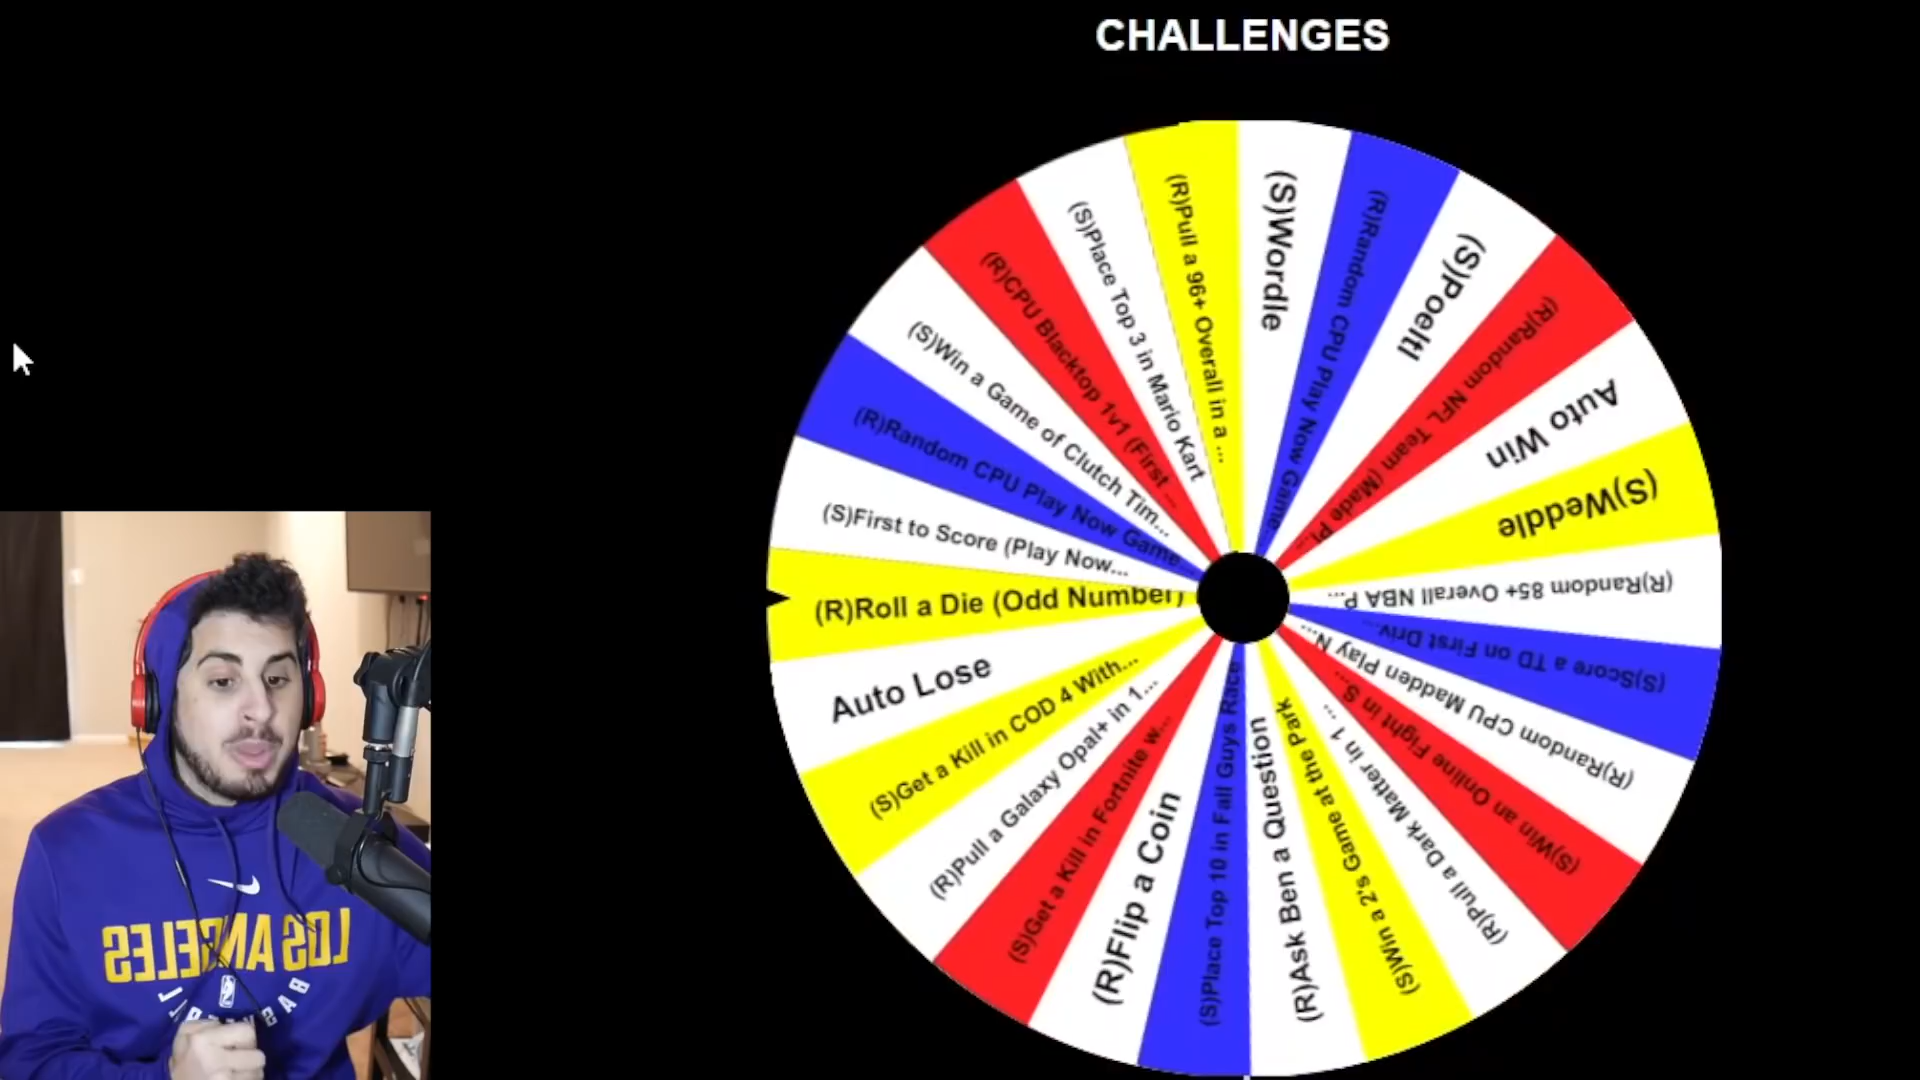 CHALLENGES
(S)Wordle
(R)Random CPU Play Now Game...
(S)Poeltl
(R)Random NFL Team (Made Pl...
Auto Win
(S)Weddle
(R)Random 85+ Overall NBA P...
(S)Score a TD on First Driv...
(R)Random CPU Madden Play N...
(S)Win an Online Fight in S...
(R)Pull a Dark Matter in 1 ...
(S)Win a 2's Game at the Park
(R)Ask Ben a Question
(S)Place Top 10 in Fall Guys Race
(R)Flip a Coin
(S)Get a Kill in Fortnite w...
(R)Pull a Galaxy Opal+ in 1...
(S)Get a Kill in COD 4 With...
Auto Lose
(R)Roll a Die (Odd Number)
(S)First to Score (Play Now...
(R)Random CPU Play Now Game...
(S)Win a Game of Clutch Tim...
(R)CPU Blacktop 1v1 (First ...
(S)Place Top 3 in Mario Kart
(R)Pull a 96+ Overall in a ...
LOS ANGELES